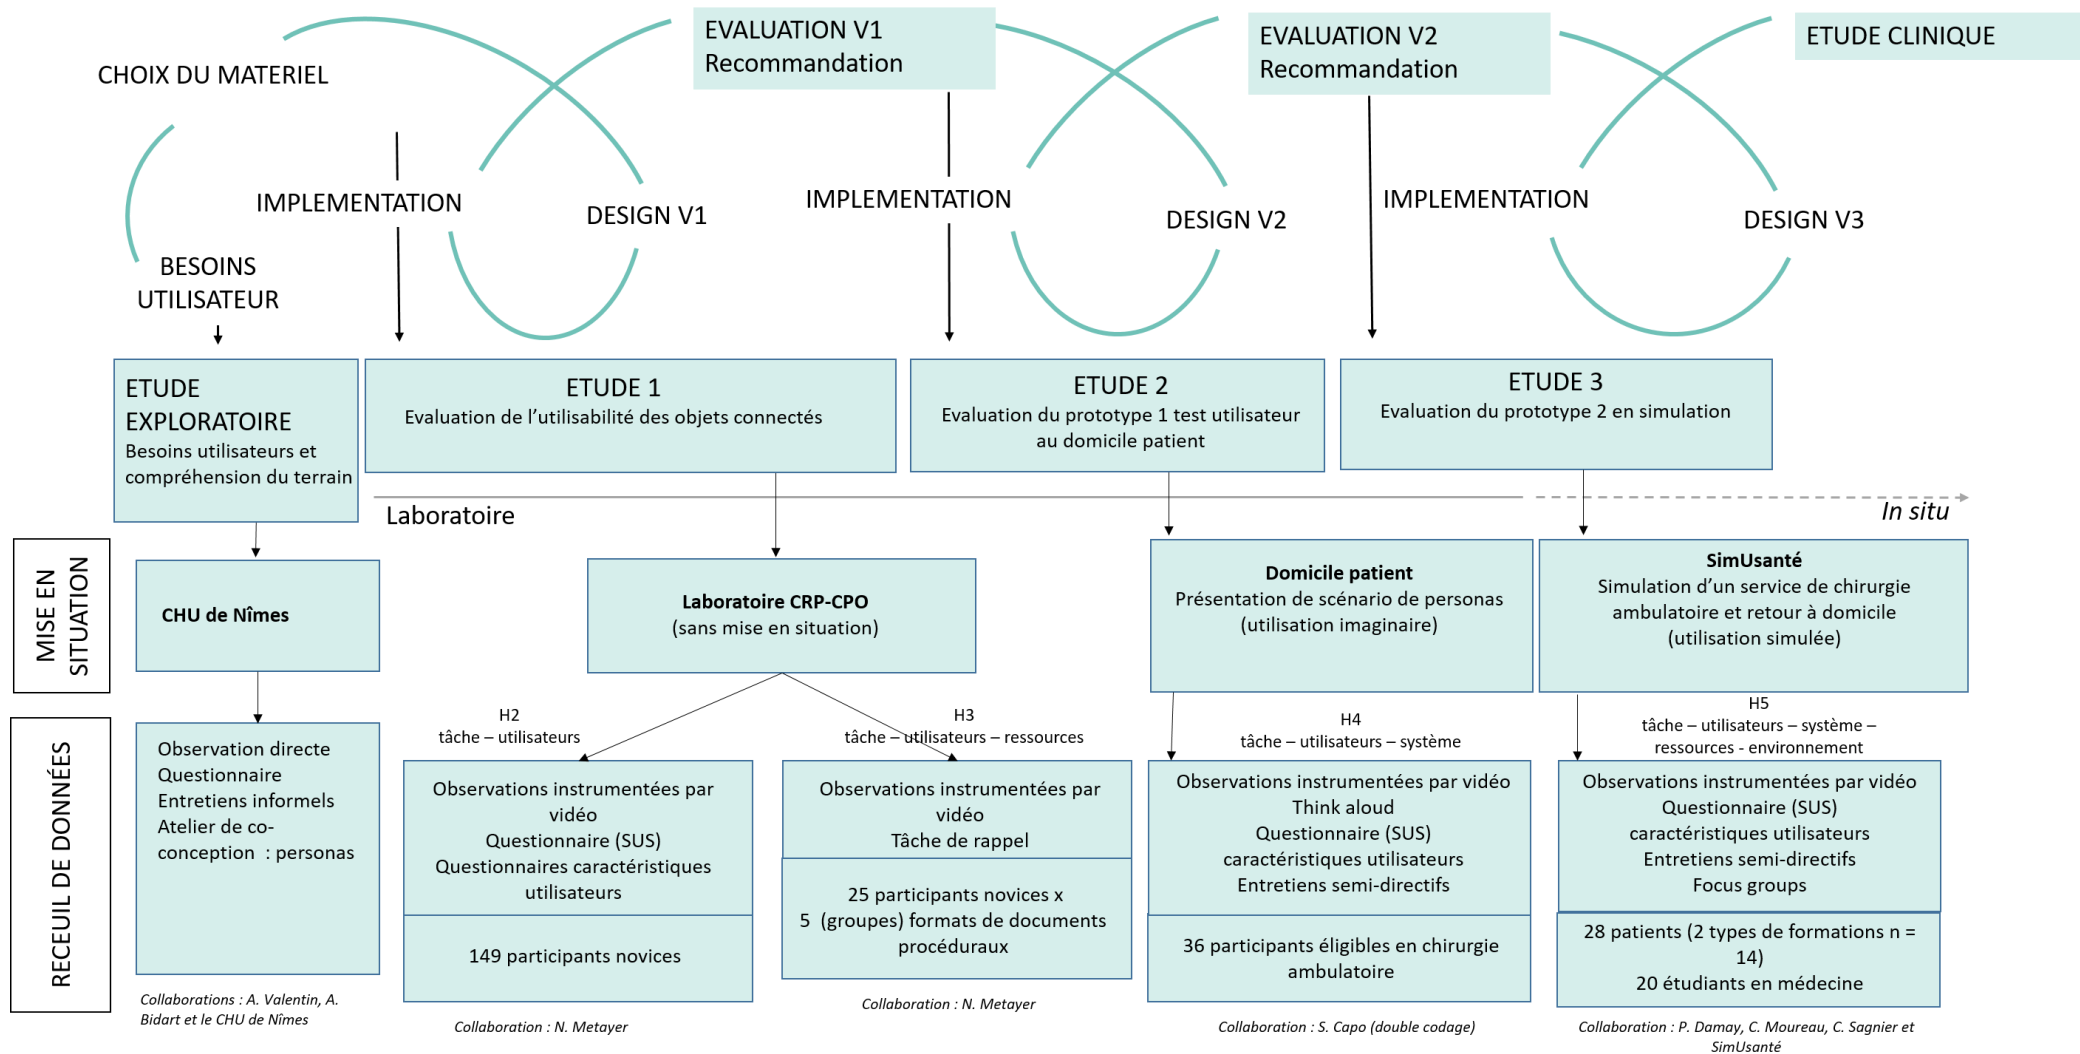 CHOIX DU MATERIEL
EVALUATION V1
Recommandation
EVALUATION V2
Recommandation
ETUDE CLINIQUE
IMPLEMENTATION
DESIGN V1
IMPLEMENTATION
DESIGN V2
IMPLEMENTATION
DESIGN V3
BESOINS
UTILISATEUR
ETUDE
EXPLORATOIRE
Besoins utilisateurs et
compréhension du terrain
ETUDE 1
Evaluation de l’utilisabilité des objets connectés
ETUDE 2
Evaluation du prototype 1 test utilisateur
au domicile patient
ETUDE 3
Evaluation du prototype 2 en simulation
Laboratoire
In situ
MISE EN
SITUATION
CHU de Nîmes
Laboratoire CRP-CPO
(sans mise en situation)
Domicile patient
Présentation de scénario de personas
(utilisation imaginaire)
SimUsanté
Simulation d’un service de chirurgie
ambulatoire et retour à domicile
(utilisation simulée)
H2
tâche – utilisateurs
H3
tâche – utilisateurs – ressources
H4
tâche – utilisateurs – système
H5
tâche – utilisateurs – système –
ressources - environnement
RECEUIL DE DONNÉES
Observation directe
Questionnaire
Entretiens informels
Atelier de co-
conception : personas
Observations instrumentées par
vidéo
Questionnaire (SUS)
Questionnaires caractéristiques
utilisateurs
149 participants novices
Observations instrumentées par
vidéo
Tâche de rappel
25 participants novices x
5 (groupes) formats de documents
procéduraux
Observations instrumentées par vidéo
Think aloud
Questionnaire (SUS)
caractéristiques utilisateurs
Entretiens semi-directifs
36 participants éligibles en chirurgie
ambulatoire
Observations instrumentées par vidéo
Questionnaire (SUS)
caractéristiques utilisateurs
Entretiens semi-directifs
Focus groups
28 patients (2 types de formations n =
14)
20 étudiants en médecine
Collaborations : A. Valentin, A.
Bidart et le CHU de Nîmes
Collaboration : N. Metayer
Collaboration : N. Metayer
Collaboration : S. Capo (double codage)
Collaboration : P. Damay, C. Moureau, C. Sagnier et
SimUsanté